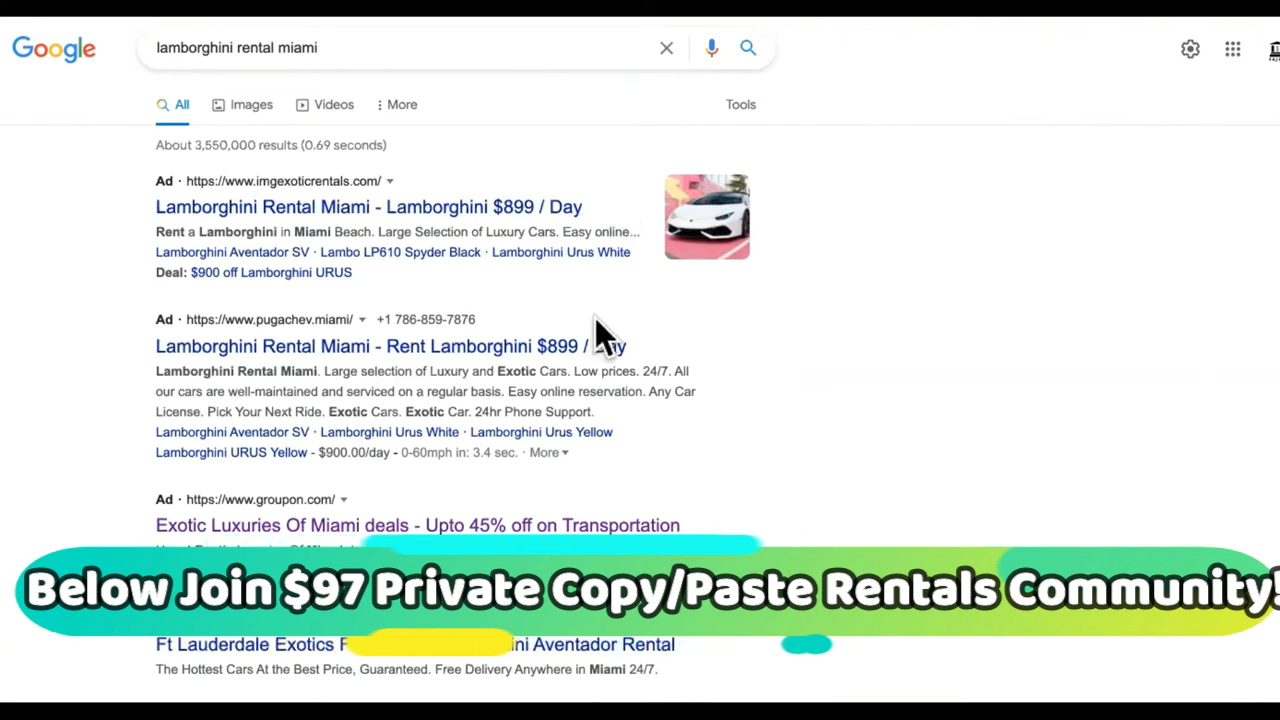 Google
lamborghini rental miami
All Images Videos More Tools
About 3,550,000 results (0.69 seconds)
Ad · https://www.imgexoticrentals.com/
Lamborghini Rental Miami - Lamborghini $899 / Day
Rent a Lamborghini in Miami Beach. Large Selection of Luxury Cars. Easy online...
Lamborghini Aventador SV · Lambo LP610 Spyder Black · Lamborghini Urus White
Deal: $900 off Lamborghini URUS
Ad · https://www.pugachev.miami/ +1 786-859-7876
Lamborghini Rental Miami - Rent Lamborghini $899 / Day
Lamborghini Rental Miami. Large selection of Luxury and Exotic Cars. Low prices. 24/7. All
our cars are well-maintained and serviced on a regular basis. Easy online reservation. Any Car
License. Pick Your Next Ride. Exotic Cars. Exotic Car. 24hr Phone Support.
Lamborghini Aventador SV · Lamborghini Urus White · Lamborghini Urus Yellow
Lamborghini URUS Yellow - $900.00/day - 0-60mph in: 3.4 sec. · More
Ad · https://www.groupon.com/
Exotic Luxuries Of Miami deals - Upto 45% off on Transportation
Below Join $97 Private Copy/Paste Rentals Community!
Ft Lauderdale Exotics Aventador Rental
The Hottest Cars At the Best Price, Guaranteed. Free Delivery Anywhere in Miami 24/7.